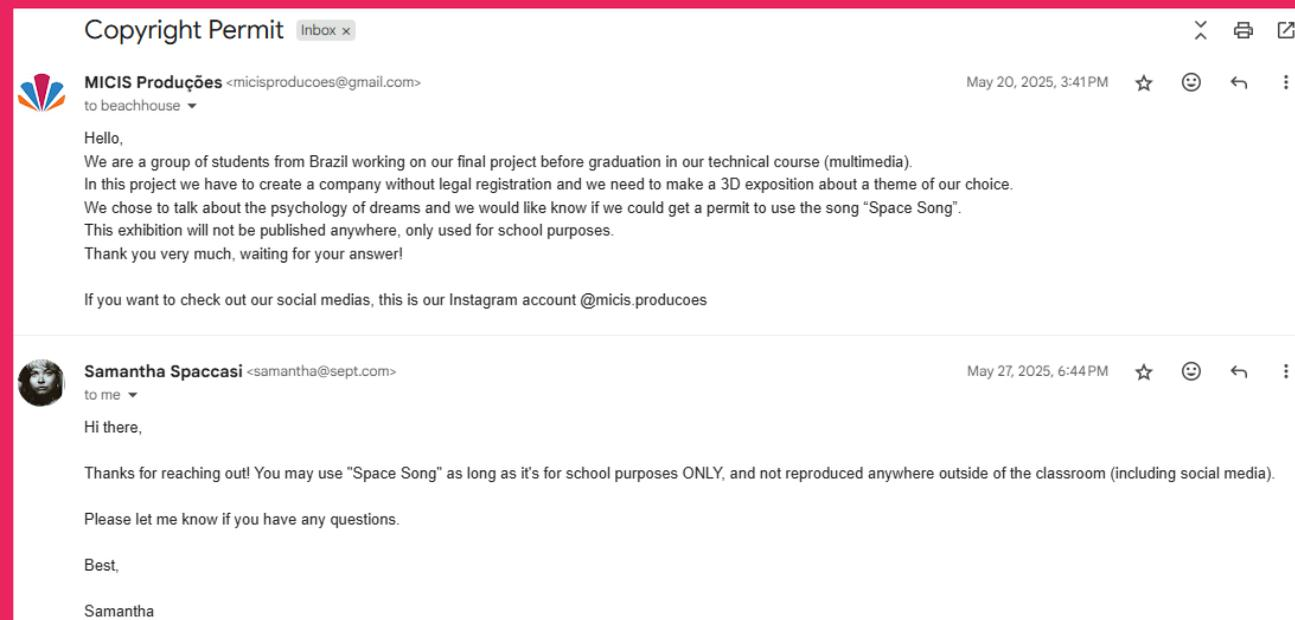 Copyright Permit Inbox ×
MICIS Produções <micisproducoes@gmail.com> May 20, 2025, 3:41 PM
to beachhouse
Hello,
We are a group of students from Brazil working on our final project before graduation in our technical course (multimedia).
In this project we have to create a company without legal registration and we need to make a 3D exposition about a theme of our choice.
We chose to talk about the psychology of dreams and we would like know if we could get a permit to use the song “Space Song”.
This exhibition will not be published anywhere, only used for school purposes.
Thank you very much, waiting for your answer!
If you want to check out our social medias, this is our Instagram account @micis.producoes
Samantha Spaccasi <samantha@sept.com> May 27, 2025, 6:44 PM
to me
Hi there,
Thanks for reaching out! You may use "Space Song" as long as it's for school purposes ONLY, and not reproduced anywhere outside of the classroom (including social media).
Please let me know if you have any questions.
Best,
Samantha